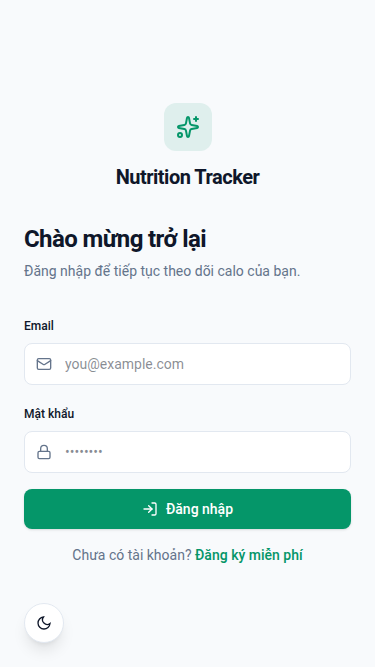 Nutrition Tracker
Chào mừng trở lại
Đăng nhập để tiếp tục theo dõi calo của bạn.
Email
you@example.com
Mật khẩu
••••••••
Đăng nhập
Chưa có tài khoản? Đăng ký miễn phí